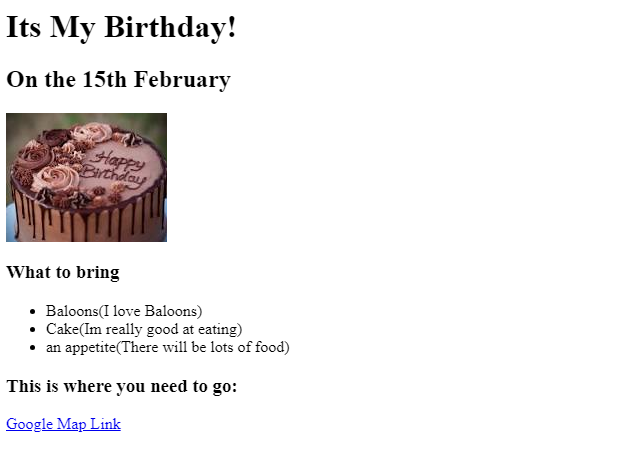 Its My Birthday!
On the 15th February
Happy
Birthday
What to bring
Baloons(I love Baloons)
Cake(Im really good at eating)
an appetite(There will be lots of food)
This is where you need to go:
Google Map Link